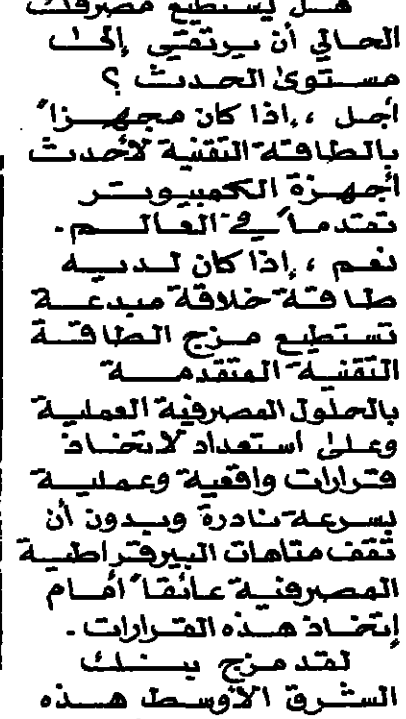 هل يستطيع مصرفك
الحالي أن يرتقي إلى
مستوى الحدث ؟
أجل ، إذا كان مجهزاً
بالطاقة التقنية لأحدث
أجهزة الكمبيوتر
تقدماً في العالم .
نعم ، إذا كان لديه
طاقة خلاقة مبدعة
تستطيع مزج الطاقة
التقنية المتقدمة
بالحلول المصرفية العملية
وعلى استعداد لاتخاذ
قرارات واقعية وعملية
بسرعة نادرة وبدون أن
تقف متاهات البيرقراطية
المصرفية عائقاً أمام
إتخاذ هذه القرارات .
لقد مزج بنك
الشرق الأوسط هذه